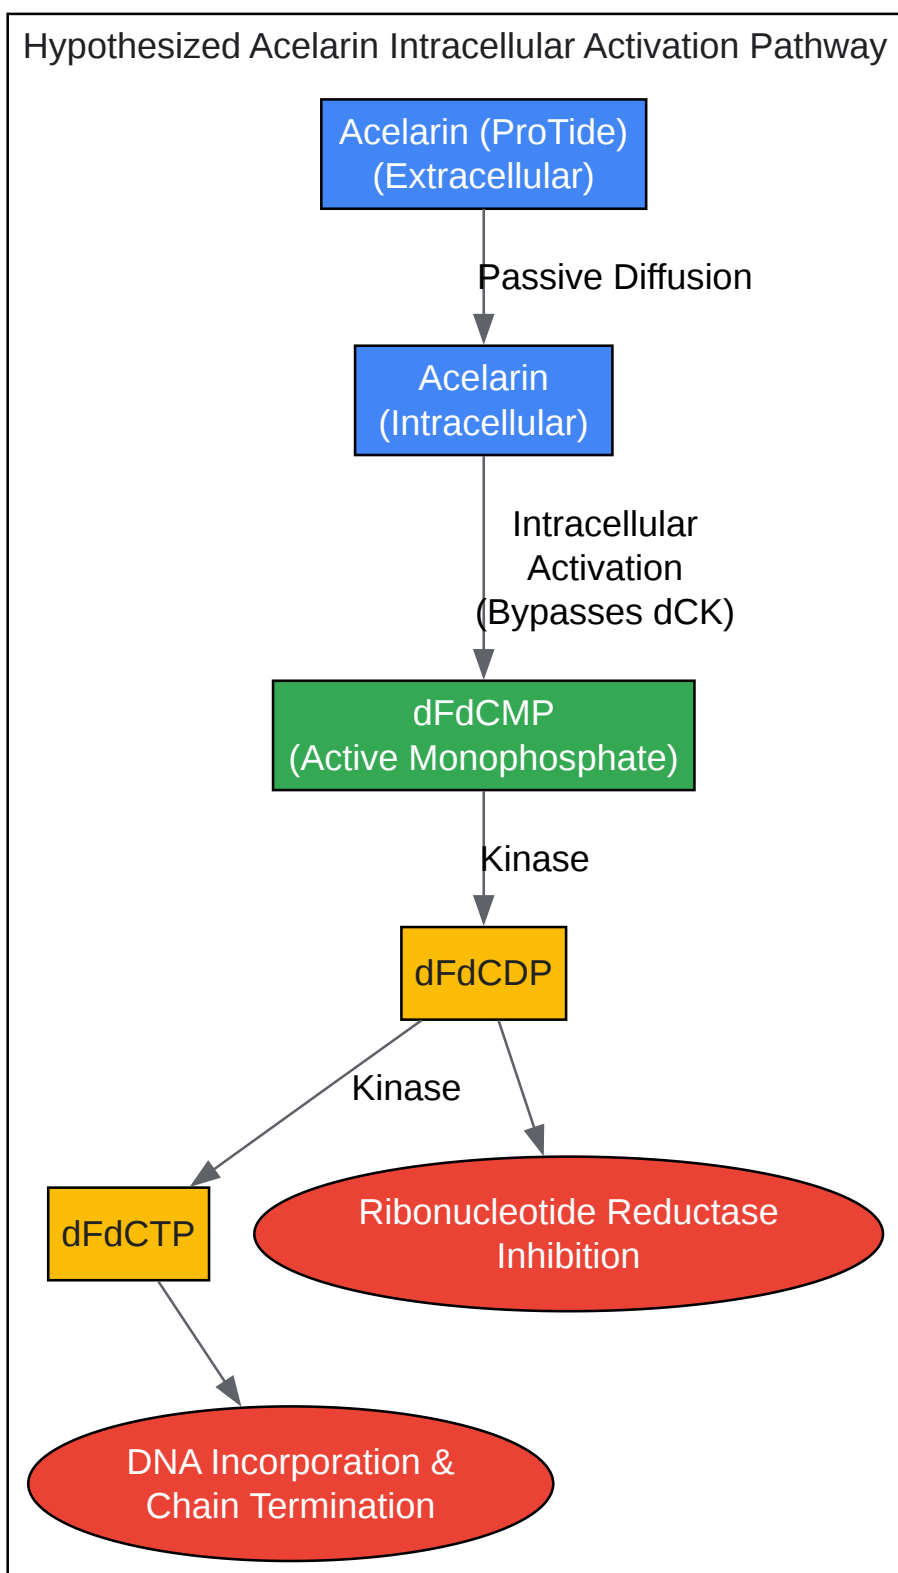 Hypothesized Acelarin Intracellular Activation Pathway
Acelarin (ProTide)
(Extracellular)
Passive Diffusion
Acelarin
(Intracellular)
Intracellular
Activation
(Bypasses dCK)
dFdCMP
(Active Monophosphate)
Kinase
dFdCDP
Kinase
dFdCTP
Ribonucleotide Reductase
Inhibition
DNA Incorporation &
Chain Termination